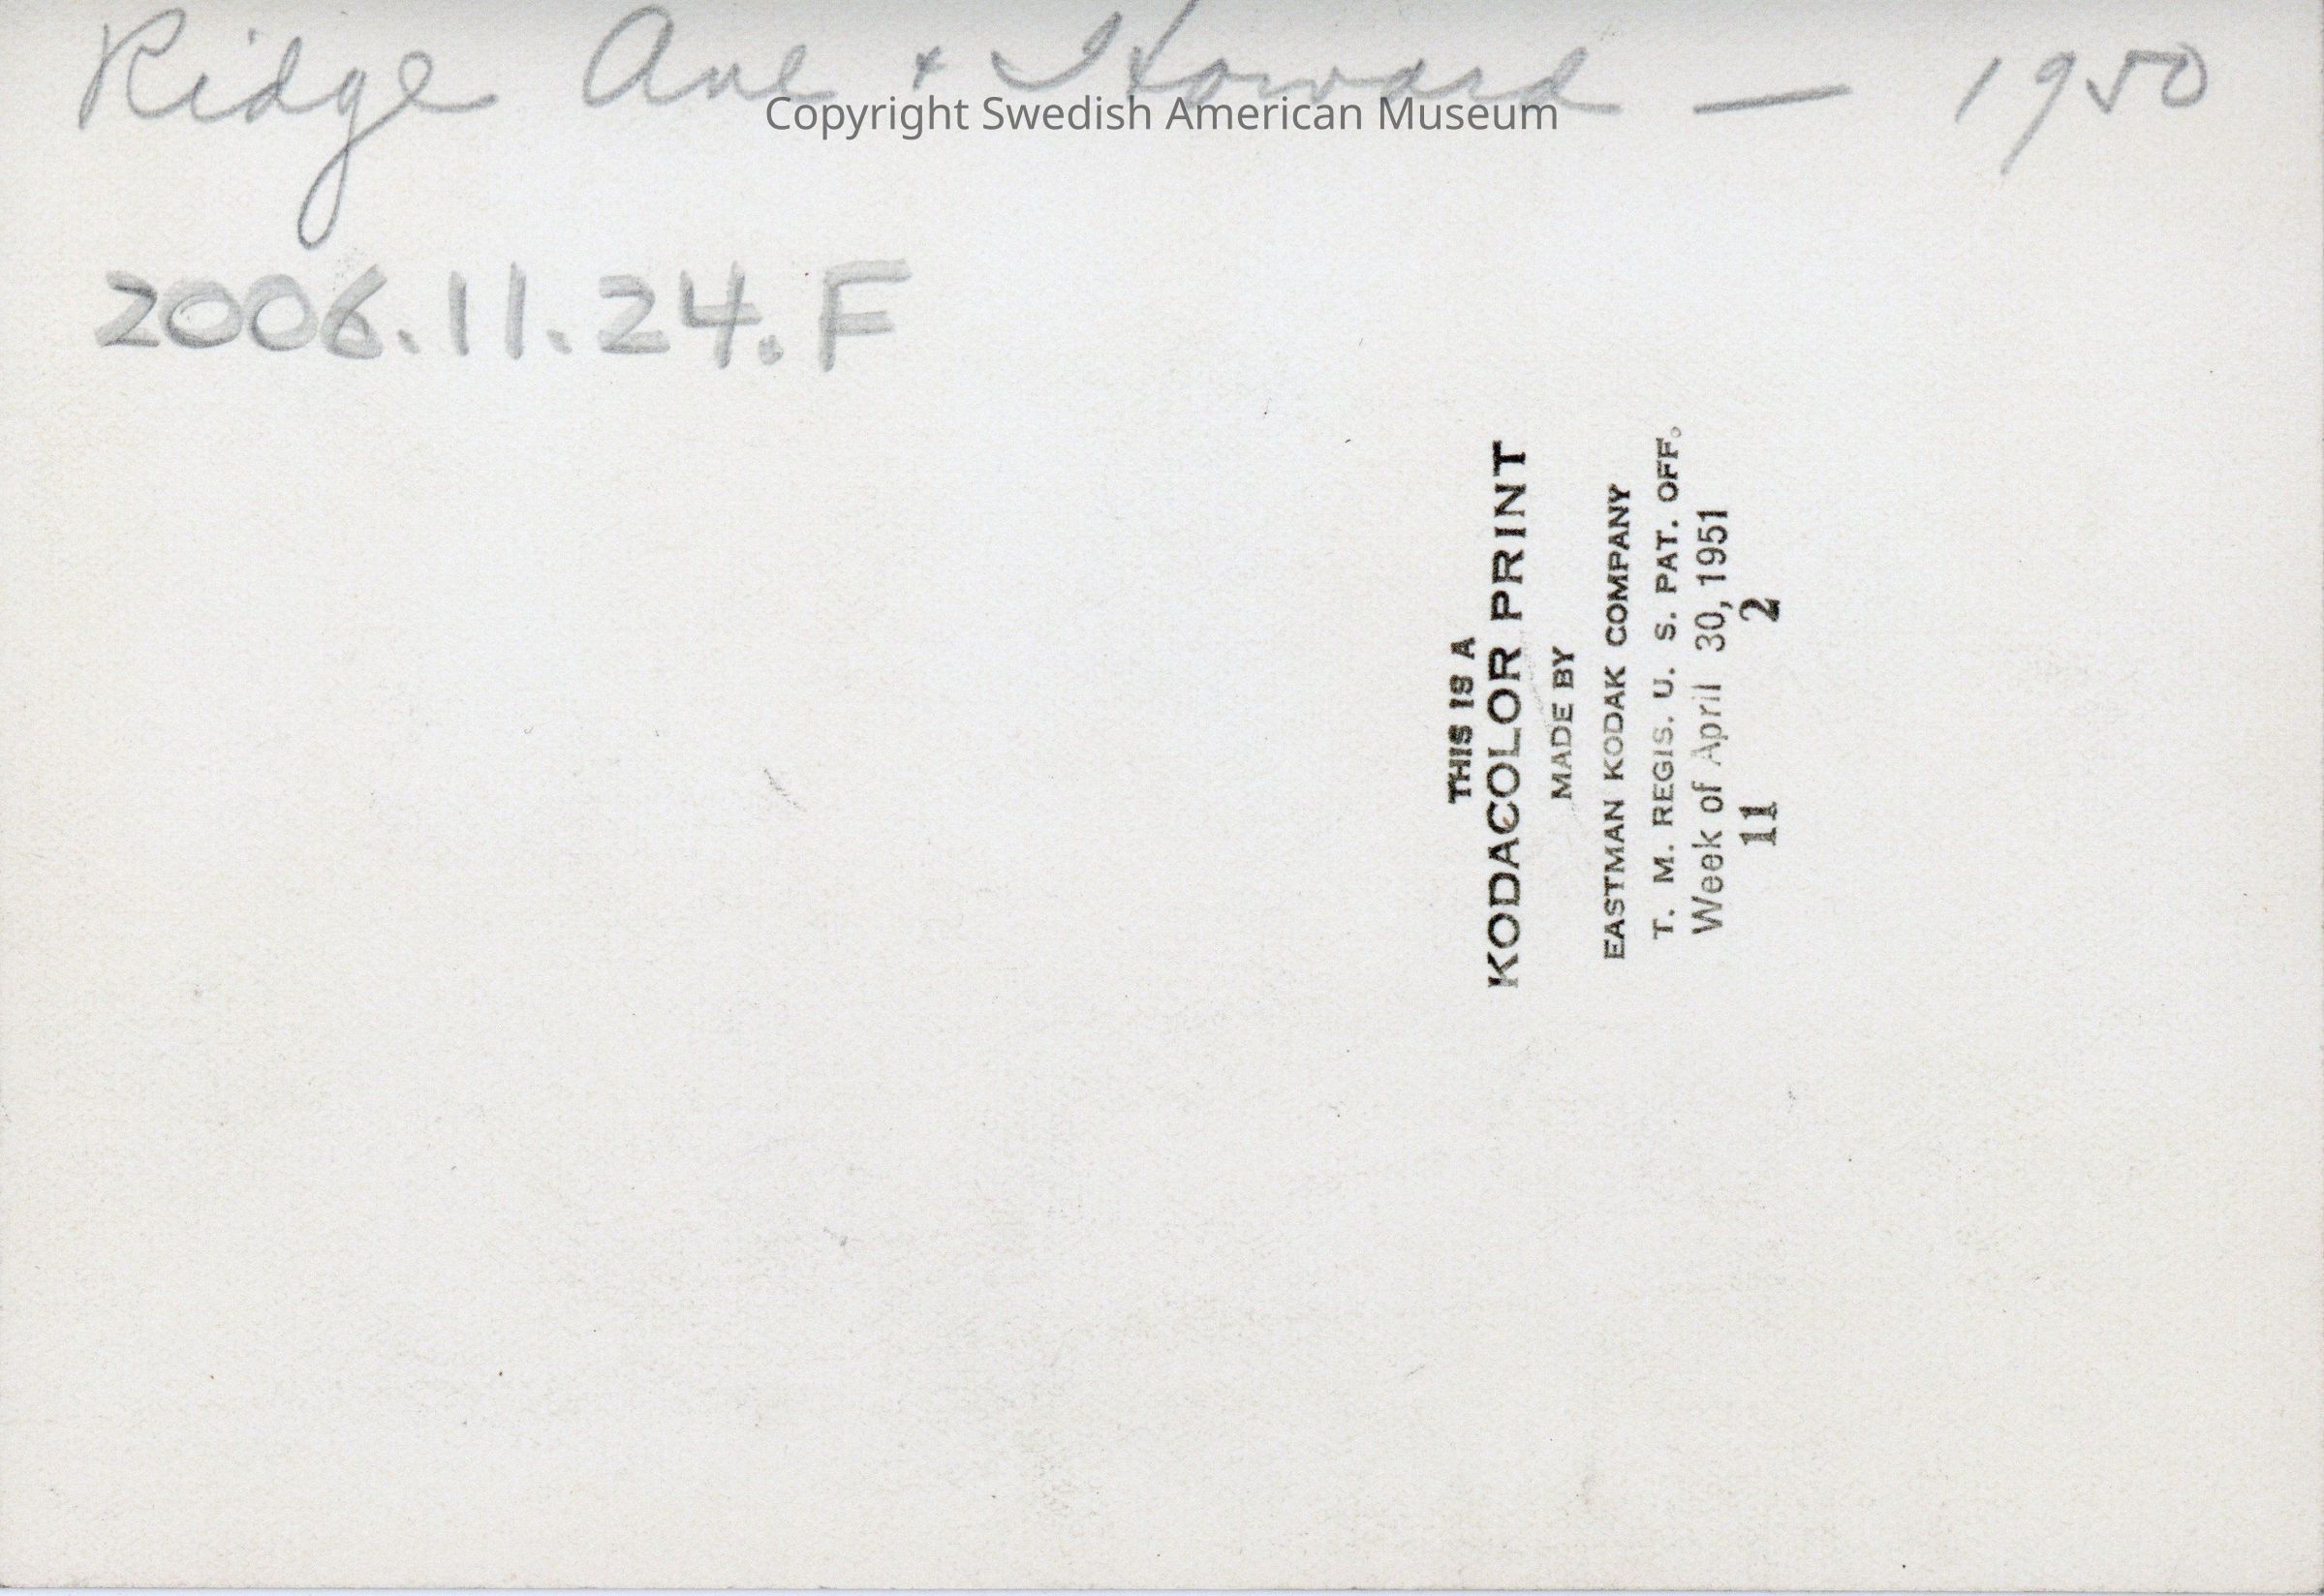 Ridge Ave + Howard — 1950
Copyright Swedish American Museum
2006.11.24.F
THIS IS A
KODACOLOR PRINT
MADE BY
EASTMAN KODAK COMPANY
T. M. REGIS. U. S. PAT. OFF.
Week of April 30, 1951
11 2